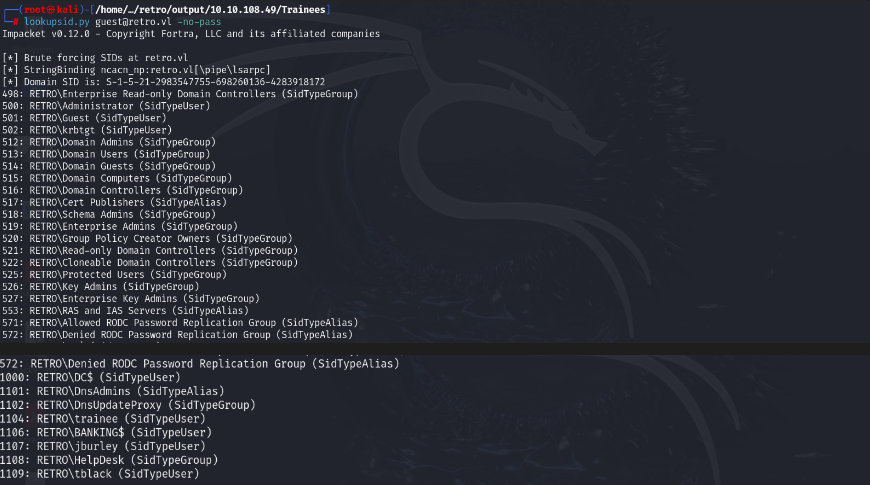 ┌──(root㉿kali)-[/home/…/retro/output/10.10.108.49/Trainees]
└─# lookupsid.py guest@retro.vl -no-pass
Impacket v0.12.0 - Copyright Fortra, LLC and its affiliated companies
[*] Brute forcing SIDs at retro.vl
[*] StringBinding ncacn_np:retro.vl[\pipe\lsarpc]
[*] Domain SID is: S-1-5-21-2983547755-698260136-4283918172
498: RETRO\Enterprise Read-only Domain Controllers (SidTypeGroup)
500: RETRO\Administrator (SidTypeUser)
501: RETRO\Guest (SidTypeUser)
502: RETRO\krbtgt (SidTypeUser)
512: RETRO\Domain Admins (SidTypeGroup)
513: RETRO\Domain Users (SidTypeGroup)
514: RETRO\Domain Guests (SidTypeGroup)
515: RETRO\Domain Computers (SidTypeGroup)
516: RETRO\Domain Controllers (SidTypeGroup)
517: RETRO\Cert Publishers (SidTypeAlias)
518: RETRO\Schema Admins (SidTypeGroup)
519: RETRO\Enterprise Admins (SidTypeGroup)
520: RETRO\Group Policy Creator Owners (SidTypeGroup)
521: RETRO\Read-only Domain Controllers (SidTypeGroup)
522: RETRO\Cloneable Domain Controllers (SidTypeGroup)
525: RETRO\Protected Users (SidTypeGroup)
526: RETRO\Key Admins (SidTypeGroup)
527: RETRO\Enterprise Key Admins (SidTypeGroup)
553: RETRO\RAS and IAS Servers (SidTypeAlias)
571: RETRO\Allowed RODC Password Replication Group (SidTypeAlias)
572: RETRO\Denied RODC Password Replication Group (SidTypeAlias)
572: RETRO\Denied RODC Password Replication Group (SidTypeAlias)
1000: RETRO\DC$ (SidTypeUser)
1101: RETRO\DnsAdmins (SidTypeAlias)
1102: RETRO\DnsUpdateProxy (SidTypeGroup)
1104: RETRO\trainee (SidTypeUser)
1106: RETRO\BANKING$ (SidTypeUser)
1107: RETRO\jburley (SidTypeUser)
1108: RETRO\HelpDesk (SidTypeGroup)
1109: RETRO\tblack (SidTypeUser)